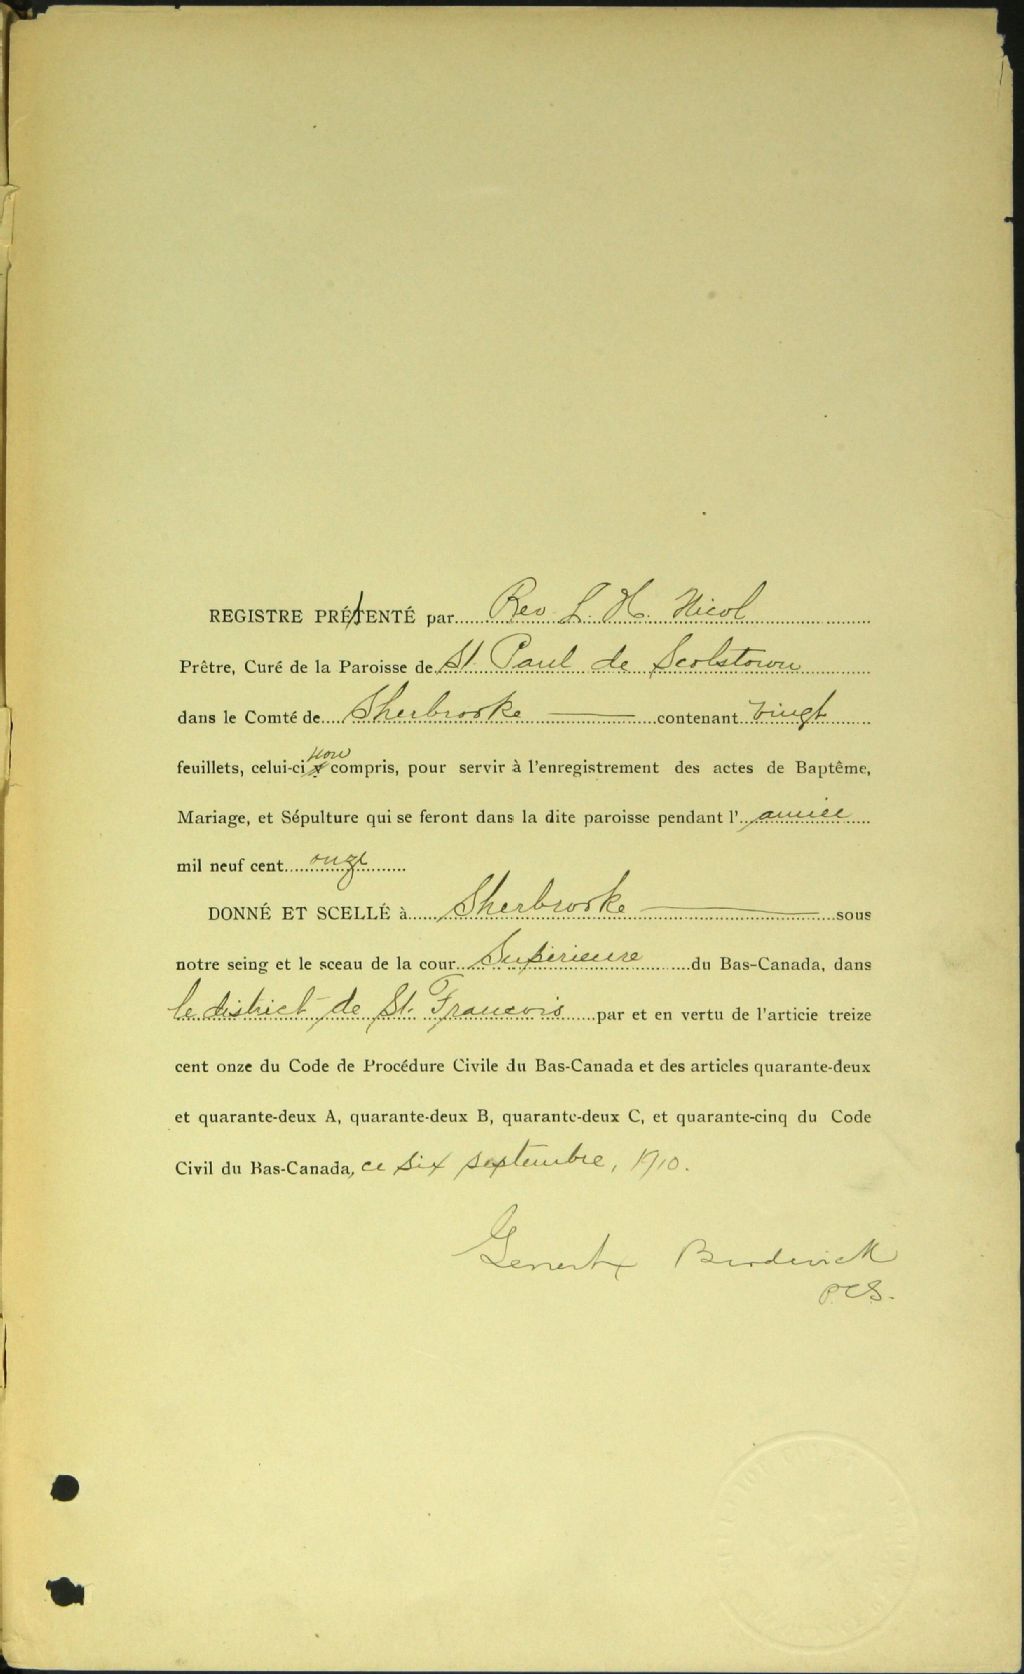 REGISTRE PRÉSENTÉ par Rev L. H. Nicol
Prêtre, Curé de la Paroisse de St. Paul de Scotstown
dans le Comté de Sherbrooke contenant vingt
feuillets, celui-ci non compris, pour servir à l'enregistrement des actes de Baptême,
Mariage, et Sépulture qui se feront dans la dite paroisse pendant l'année
mil neuf cent onze
DONNÉ ET SCELLÉ à Sherbrooke sous
notre seing et le sceau de la cour Supérieure du Bas-Canada, dans
le district de St. Francois par et en vertu de l'articie treize
cent onze du Code de Procédure Civile du Bas-Canada et des articles quarante-deux
et quarante-deux A, quarante-deux B, quarante-deux C, et quarante-cinq du Code
Civil du Bas-Canada, ce six septembre, 1910.
P.C.S.